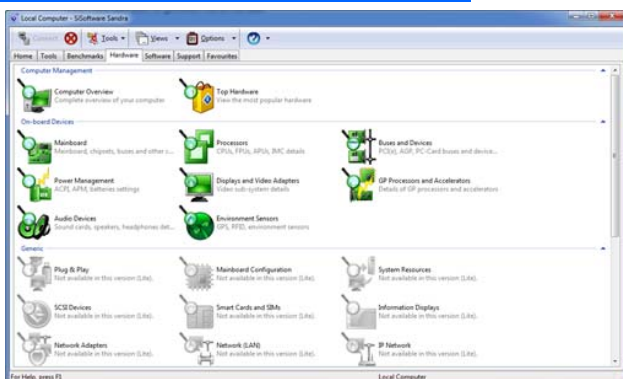 Local Computer - SiSoftware Sandra
Connect Tools Views Options
Home Tools Benchmarks Hardware Software Support Favourites
Computer Management
Computer Overview
Complete overview of your computer
Top Hardware
View the most popular hardware
On-board Devices
Mainboard
Mainboard, chipsets, buses and other s...
Processors
CPUs, FPUs, APUs, IMC details
Buses and Devices
PCI(x), AGP, PC-Card buses and device...
Power Management
ACPI, APM, batteries settings
Displays and Video Adapters
Video sub-system details
GP Processors and Accelerators
Details of GP processors and accelerators
Audio Devices
Sound cards, speakers, headphones det...
Environment Sensors
GPS, RFID, environment sensors
Generic
Plug & Play
Not available in this version (Lite).
Mainboard Configuration
Not available in this version (Lite).
System Resources
Not available in this version (Lite).
SCSI Devices
Not available in this version (Lite).
Smart Cards and SIMs
Not available in this version (Lite).
Information Displays
Not available in this version (Lite).
Network Adapters
Not available in this version (Lite).
Network (LAN)
Not available in this version (Lite).
IP Network
Not available in this version (Lite).
For Help, press F1
Local Computer